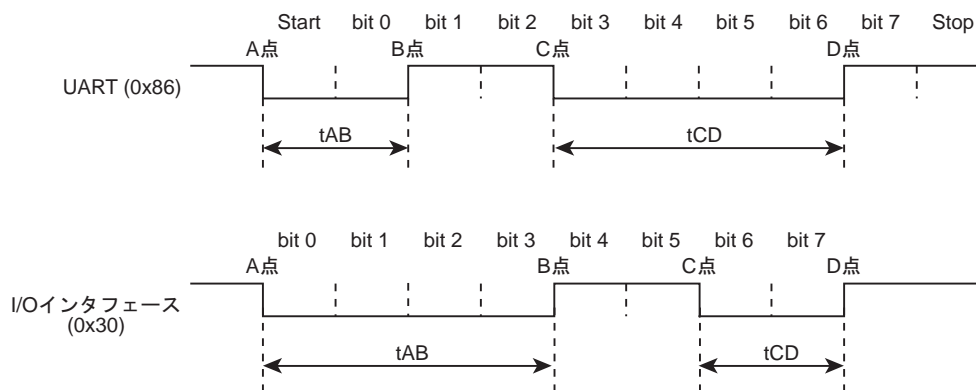 Start bit 0 bit 1 bit 2 bit 3 bit 4 bit 5 bit 6 bit 7 Stop
A点 B点 C点 D点
UART (0x86)
tAB tCD
bit 0 bit 1 bit 2 bit 3 bit 4 bit 5 bit 6 bit 7
A点 B点 C点 D点
I/Oインタフェース
(0x30)
tAB tCD